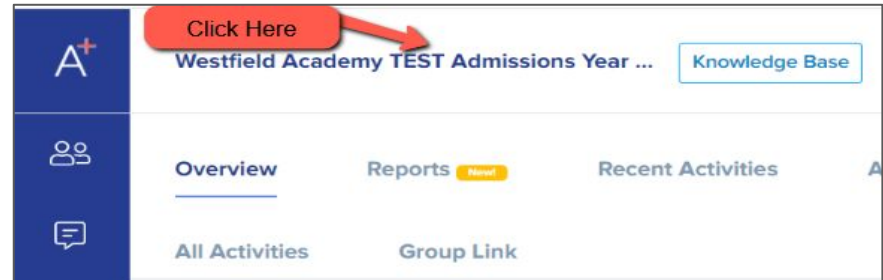 Click Here
A+
Westfield Academy TEST Admissions Year ... Knowledge Base
Overview Reports New! Recent Activities A
All Activities Group Link